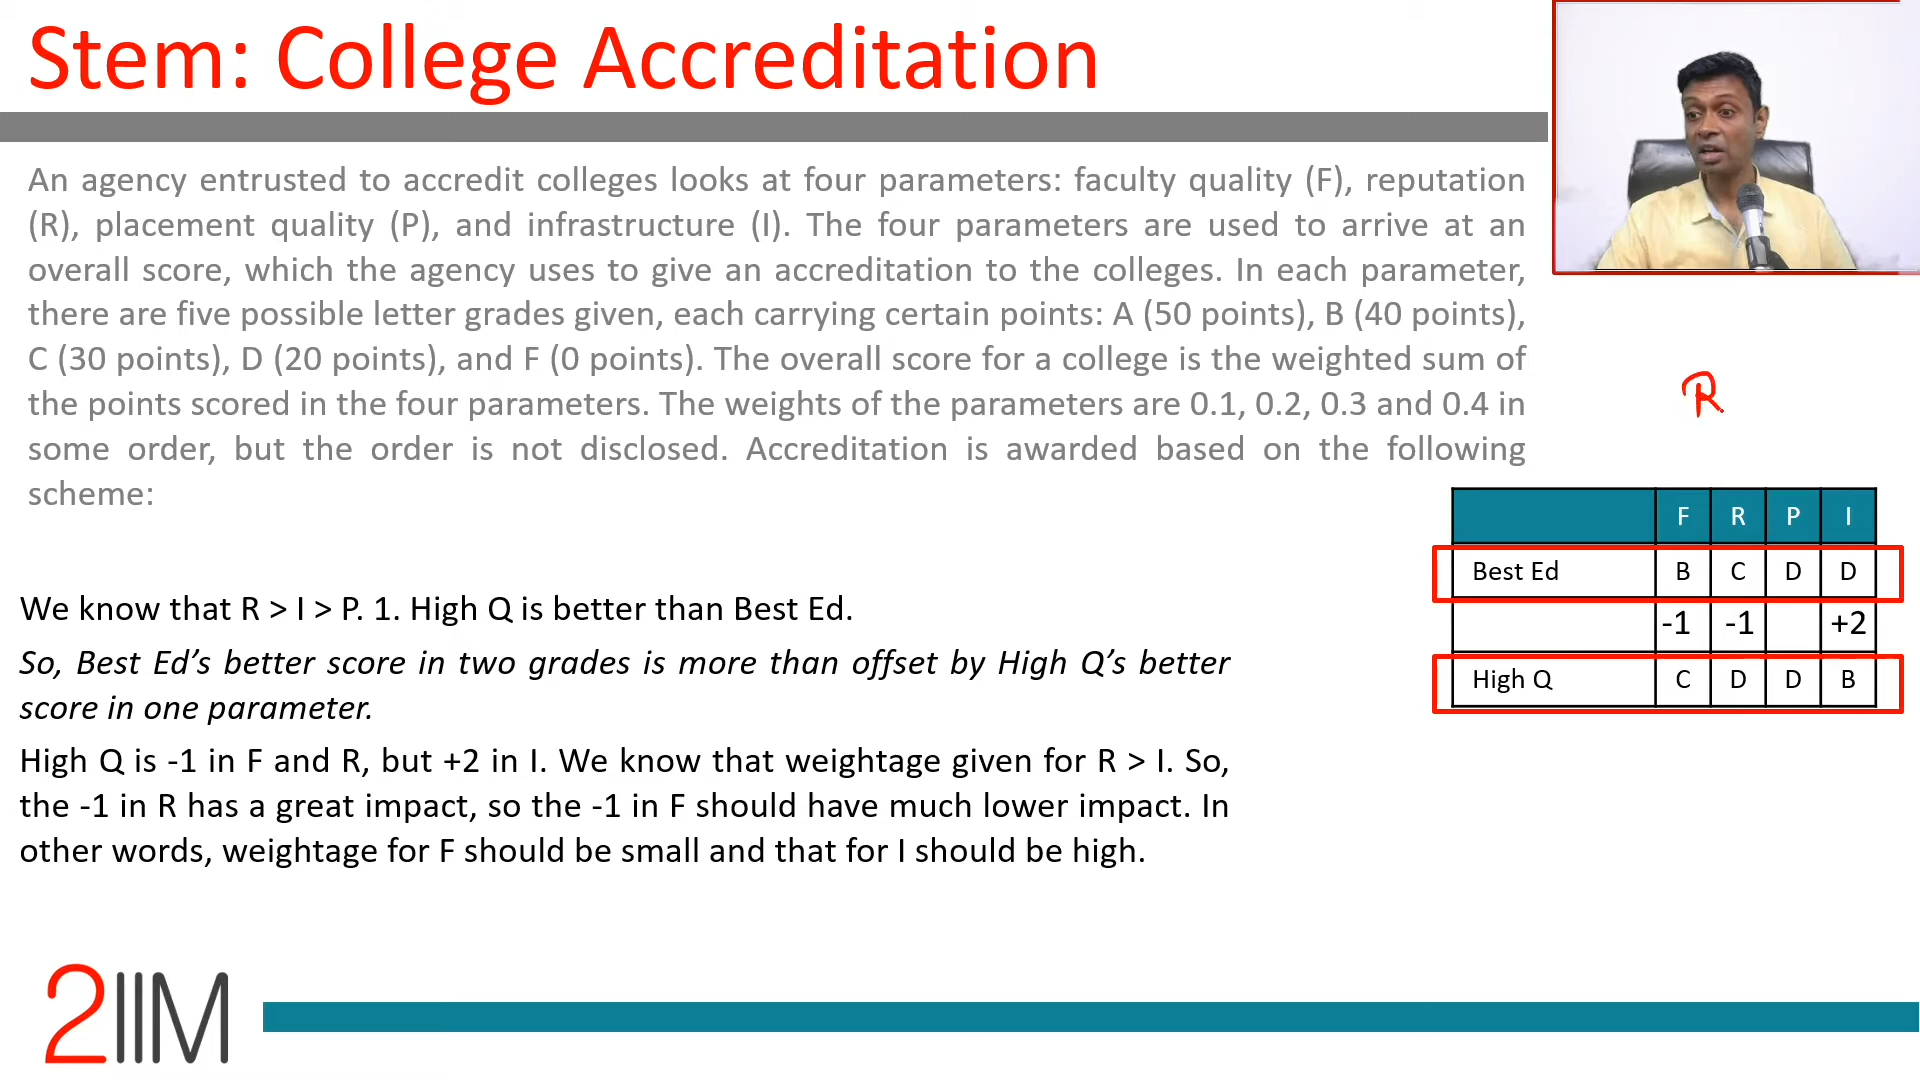 Stem: College Accreditation
An agency entrusted to accredit colleges looks at four parameters: faculty quality (F), reputation
(R), placement quality (P), and infrastructure (I). The four parameters are used to arrive at an
overall score, which the agency uses to give an accreditation to the colleges. In each parameter,
there are five possible letter grades given, each carrying certain points: A (50 points), B (40 points),
C (30 points), D (20 points), and F (0 points). The overall score for a college is the weighted sum of
the points scored in the four parameters. The weights of the parameters are 0.1, 0.2, 0.3 and 0.4 in
some order, but the order is not disclosed. Accreditation is awarded based on the following
scheme:
R
F R P I
Best Ed B C D D
-1 -1 +2
High Q C D D B
We know that R > I > P. 1. High Q is better than Best Ed.
So, Best Ed's better score in two grades is more than offset by High Q's better
score in one parameter.
High Q is -1 in F and R, but +2 in I. We know that weightage given for R > I. So,
the -1 in R has a great impact, so the -1 in F should have much lower impact. In
other words, weightage for F should be small and that for I should be high.
2IIM